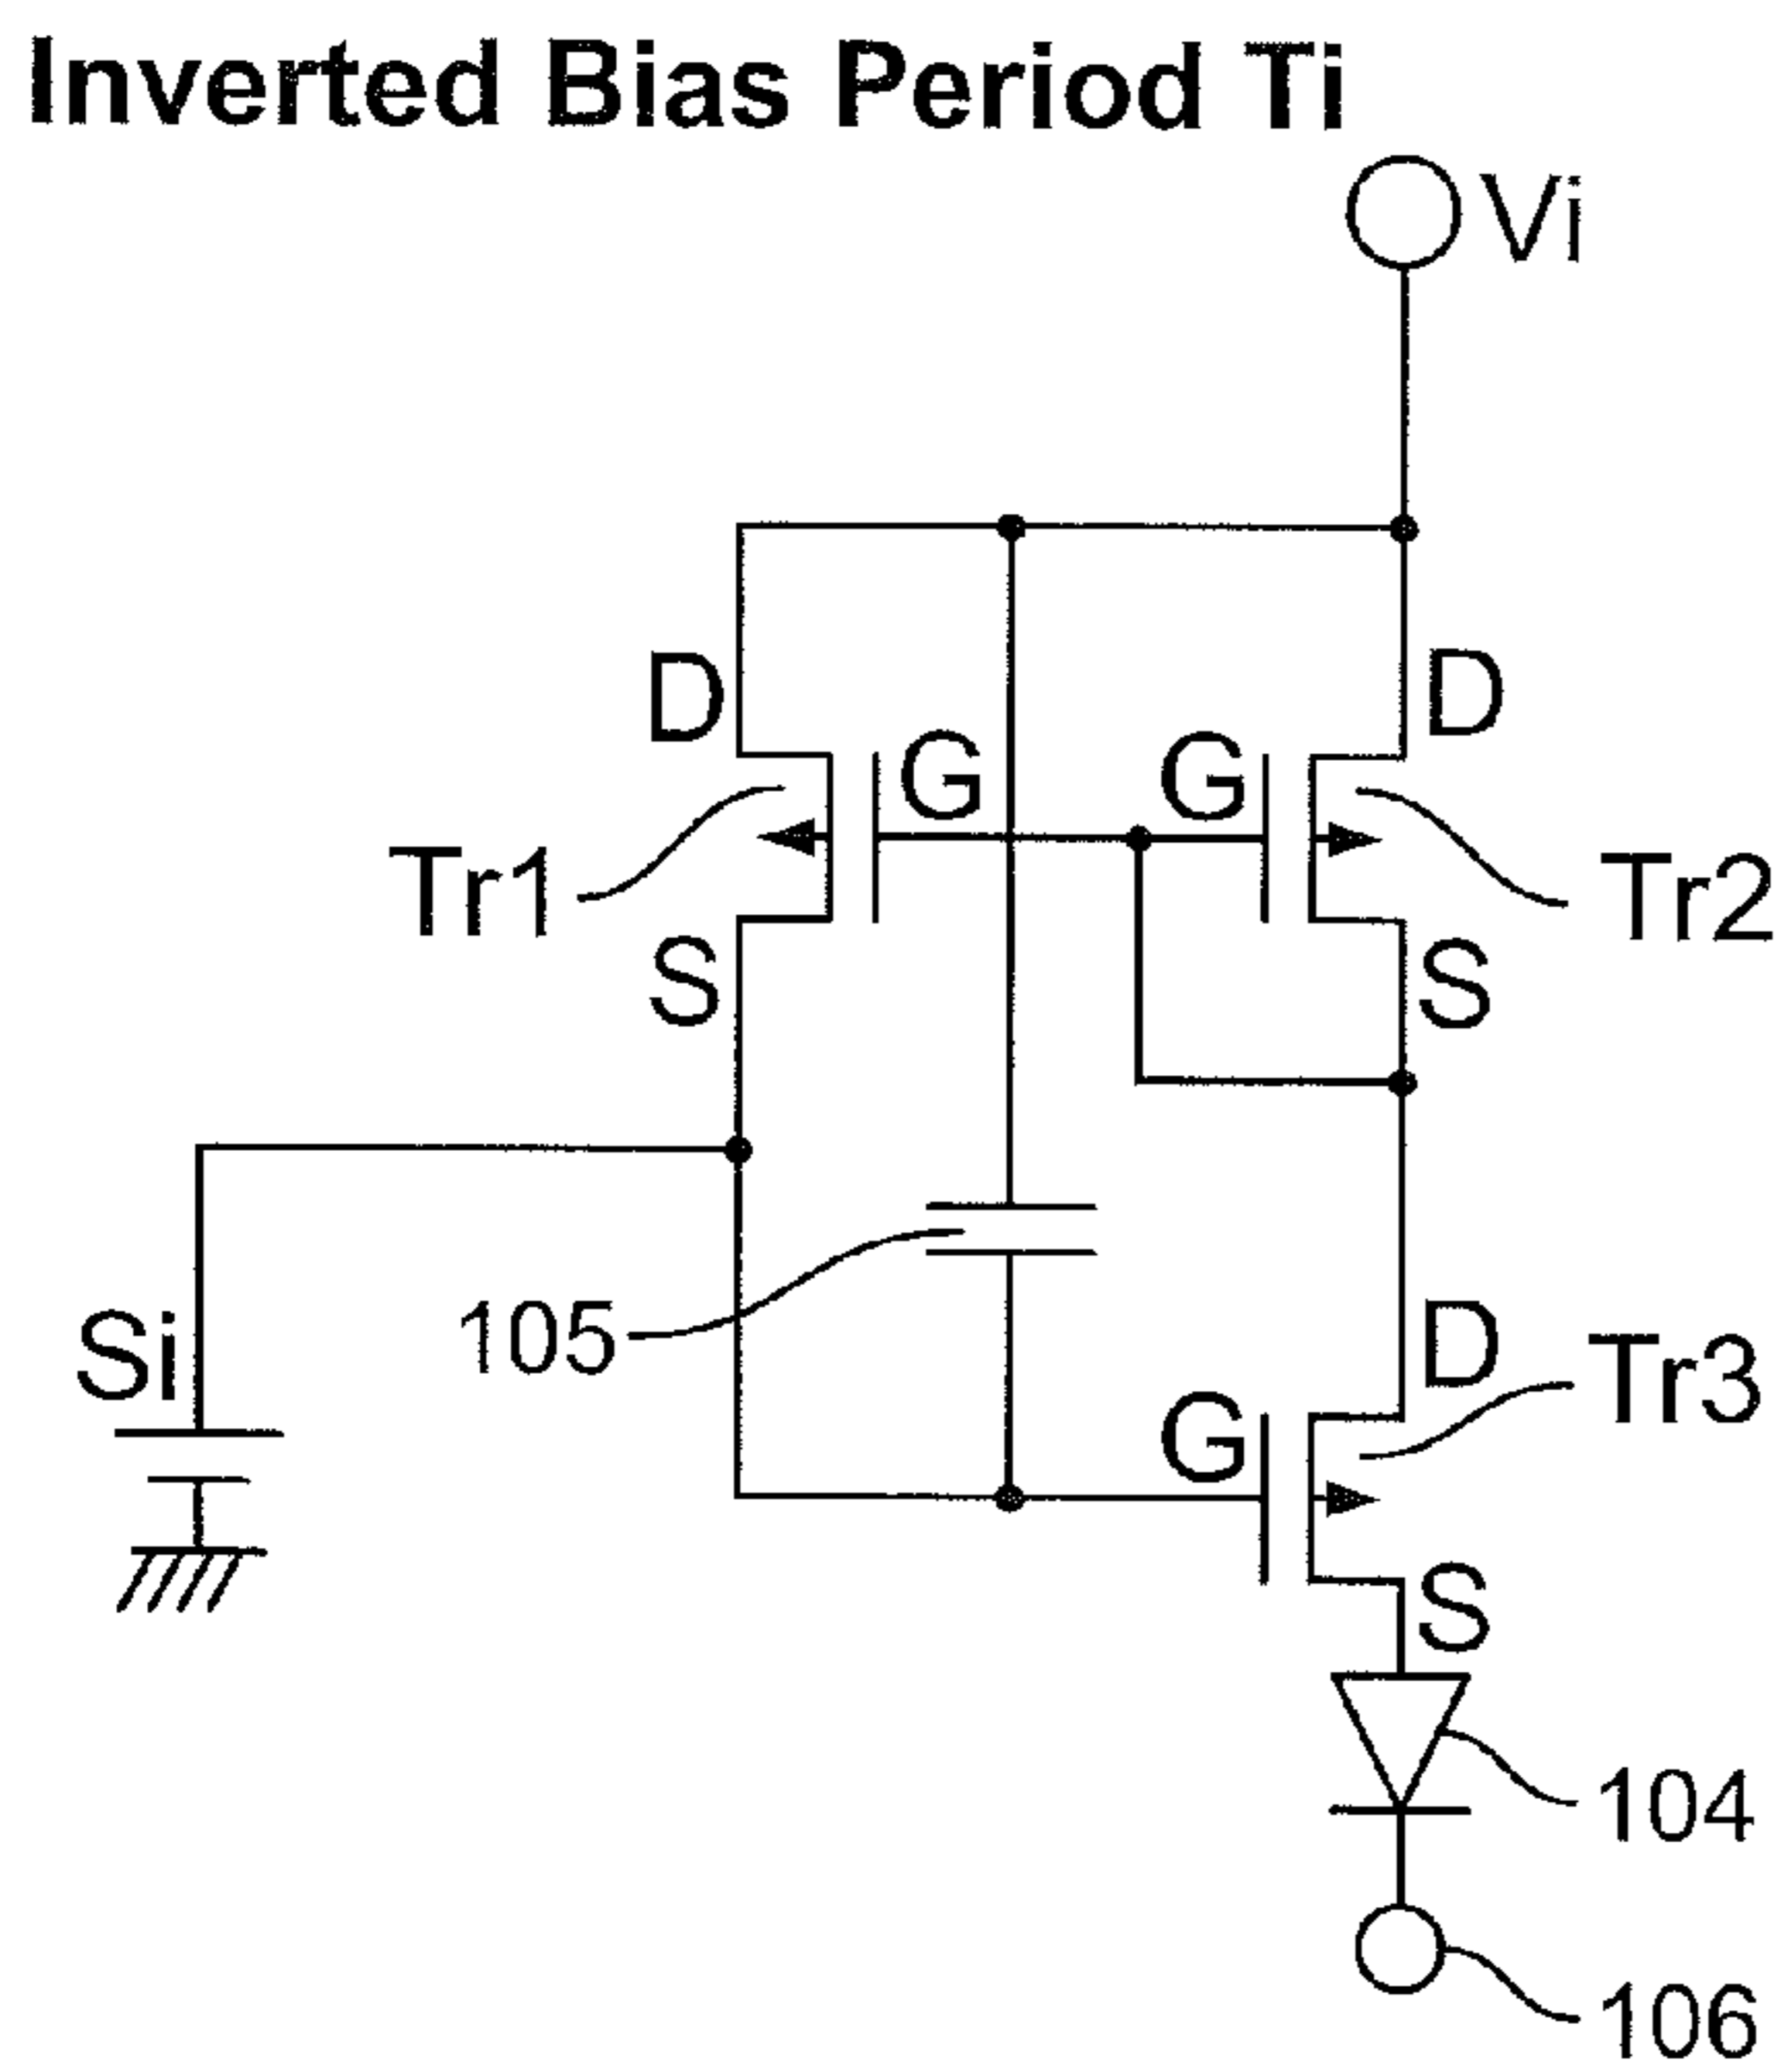 Inverted Bias Period Ti
Vi
D
D
G
G
Tr1
Tr2
S
S
Si
105
D
Tr3
G
S
104
106